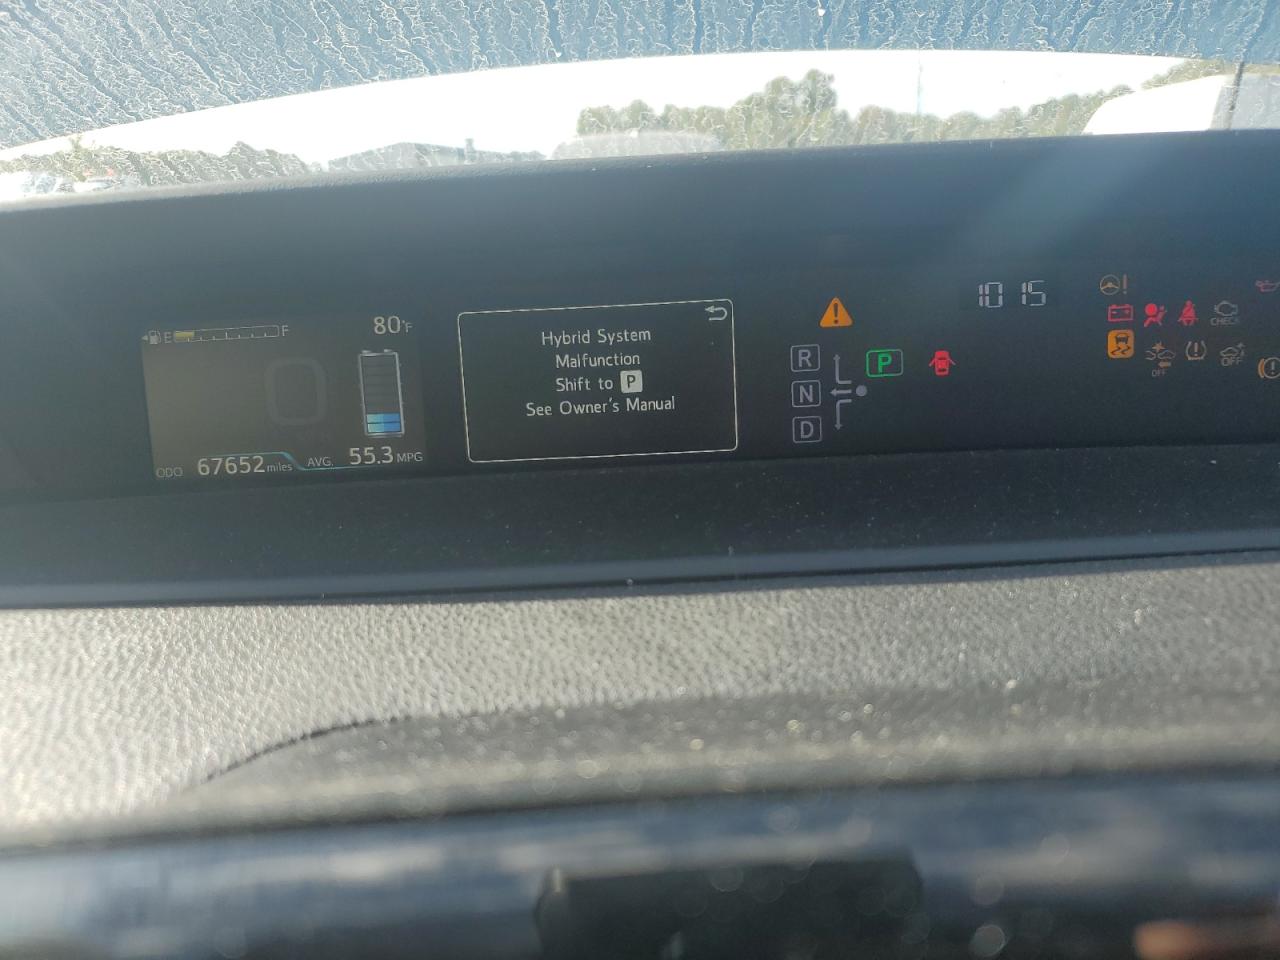 E F
80°F
ODO 67652 miles AVG. 55.3 MPG
Hybrid System
Malfunction
Shift to P
See Owner's Manual
R
N
D
P
10 15
CHECK
OFF
OFF